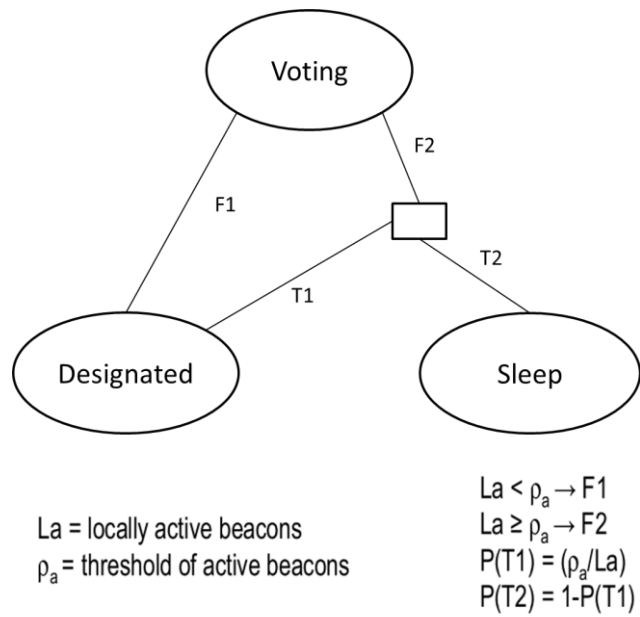 Voting
F2
F1
T2
T1
Designated
Sleep
La = locally active beacons
ρₐ = threshold of active beacons
La < ρₐ → F1
La ≥ ρₐ → F2
P(T1) = (ρₐ/La)
P(T2) = 1-P(T1)